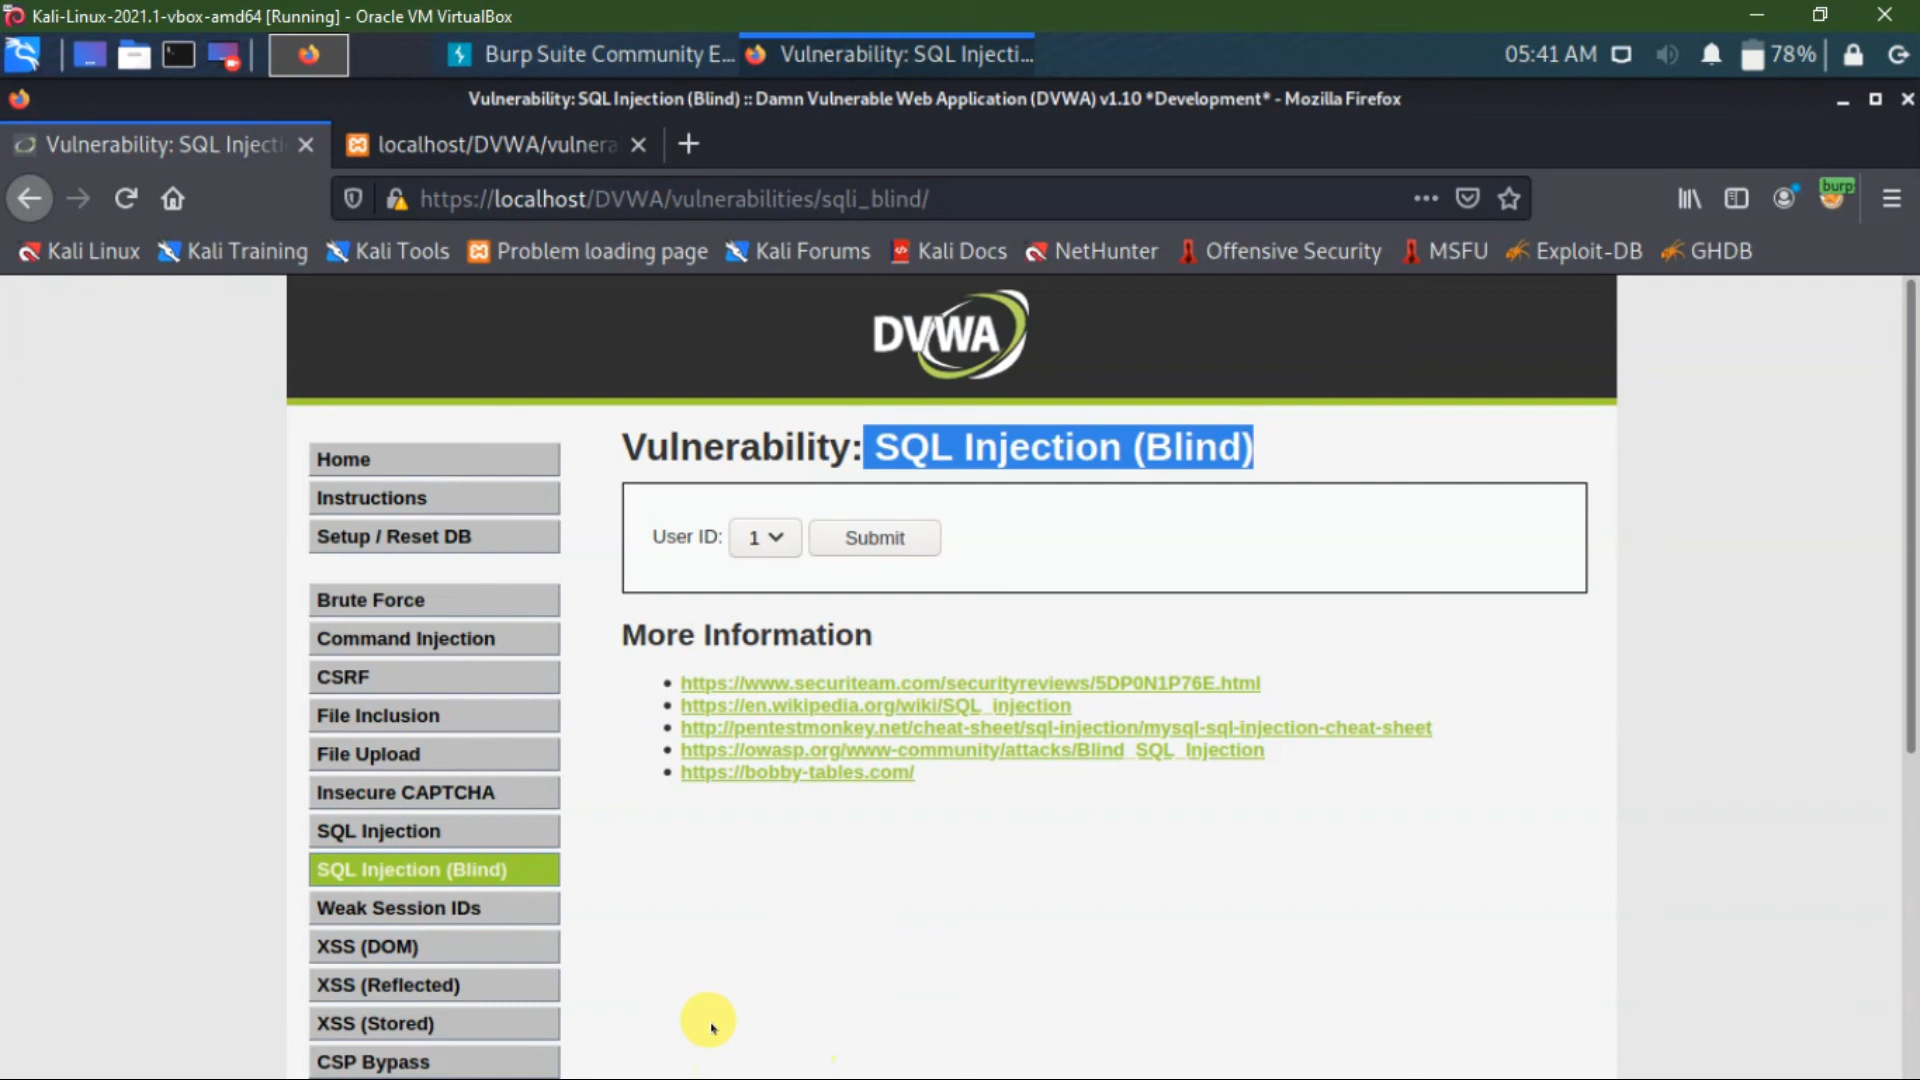 Kali-Linux-2021.1-vbox-amd64 [Running] - Oracle VM VirtualBox
Burp Suite Community E... Vulnerability: SQL Injecti... 05:41 AM 78%
Vulnerability: SQL Injection (Blind) :: Damn Vulnerable Web Application (DVWA) v1.10 *Development* - Mozilla Firefox
Vulnerability: SQL Injecti localhost/DVWA/vulnera
https://localhost/DVWA/vulnerabilities/sqli_blind/ burp
Kali Linux Kali Training Kali Tools Problem loading page Kali Forums Kali Docs NetHunter Offensive Security MSFU Exploit-DB GHDB
DVWA
Vulnerability: SQL Injection (Blind)
User ID: 1 Submit
More Information
• https://www.securiteam.com/securityreviews/5DP0N1P76E.html
• https://en.wikipedia.org/wiki/SQL_injection
• http://pentestmonkey.net/cheat-sheet/sql-injection/mysql-sql-injection-cheat-sheet
• https://owasp.org/www-community/attacks/Blind_SQL_Injection
• https://bobby-tables.com/
Home
Instructions
Setup / Reset DB
Brute Force
Command Injection
CSRF
File Inclusion
File Upload
Insecure CAPTCHA
SQL Injection
SQL Injection (Blind)
Weak Session IDs
XSS (DOM)
XSS (Reflected)
XSS (Stored)
CSP Bypass